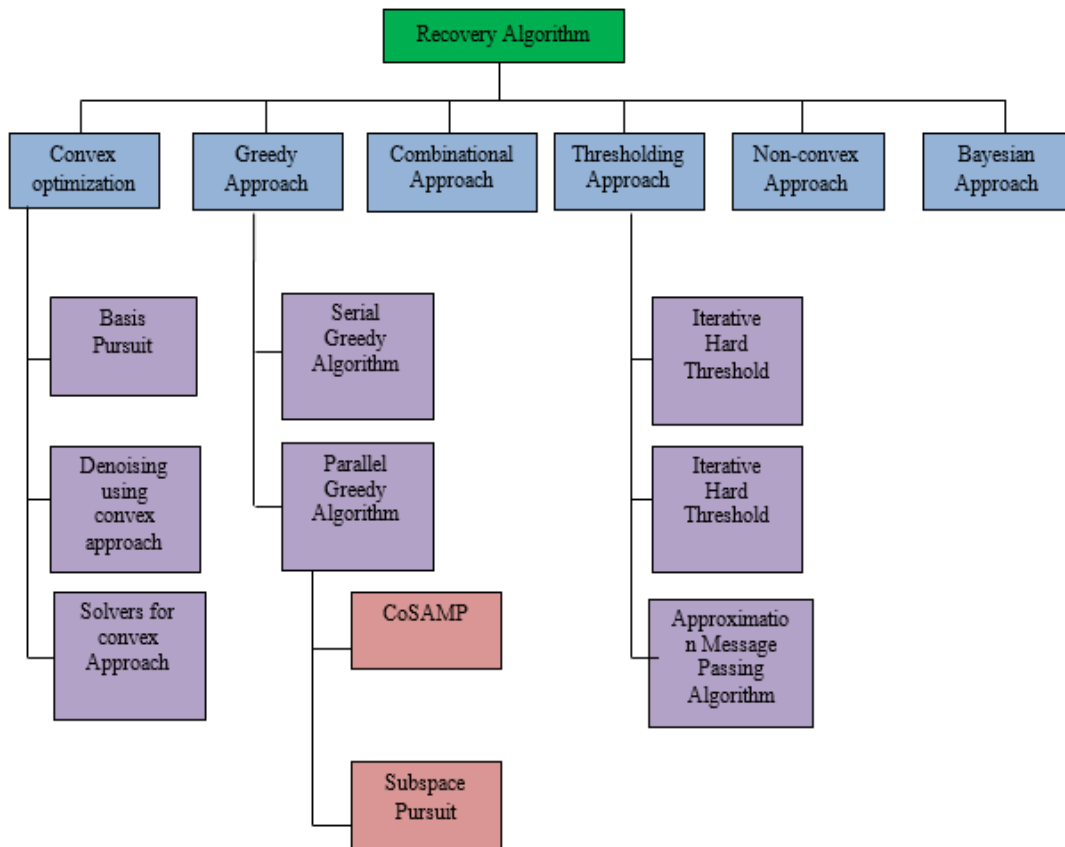 Recovery Algorithm
Convex
optimization
Greedy
Approach
Combinational
Approach
Thresholding
Approach
Non-convex
Approach
Bayesian
Approach
Basis
Pursuit
Denoising
using
convex
approach
Solvers for
convex
Approach
Serial
Greedy
Algorithm
Parallel
Greedy
Algorithm
CoSAMP
Subspace
Pursuit
Iterative
Hard
Threshold
Iterative
Hard
Threshold
Approximatio
n Message
Passing
Algorithm